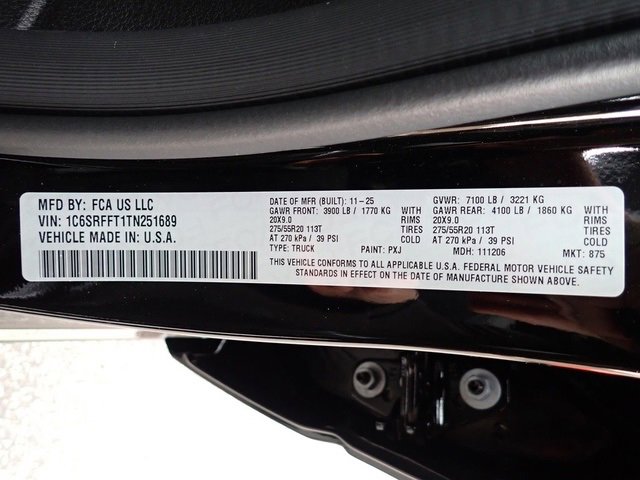 MFD BY: FCA US LLC
VIN: 1C6SRFFT1TN251689
VEHICLE MADE IN: U.S.A.
DATE OF MFR (BUILT): 11-25
GVWR: 7100 LB / 3221 KG
GAWR FRONT: 3900 LB / 1770 KG WITH
GAWR REAR: 4100 LB / 1860 KG WITH
20X9.0 RIMS
20X9.0 RIMS
275/55R20 113T TIRES
275/55R20 113T TIRES
AT 270 kPa / 39 PSI COLD
AT 270 kPa / 39 PSI COLD
TYPE: TRUCK PAINT: PXJ MDH: 111206 MKT: 875
THIS VEHICLE CONFORMS TO ALL APPLICABLE U.S.A. FEDERAL MOTOR VEHICLE SAFETY
STANDARDS IN EFFECT ON THE DATE OF MANUFACTURE SHOWN ABOVE.